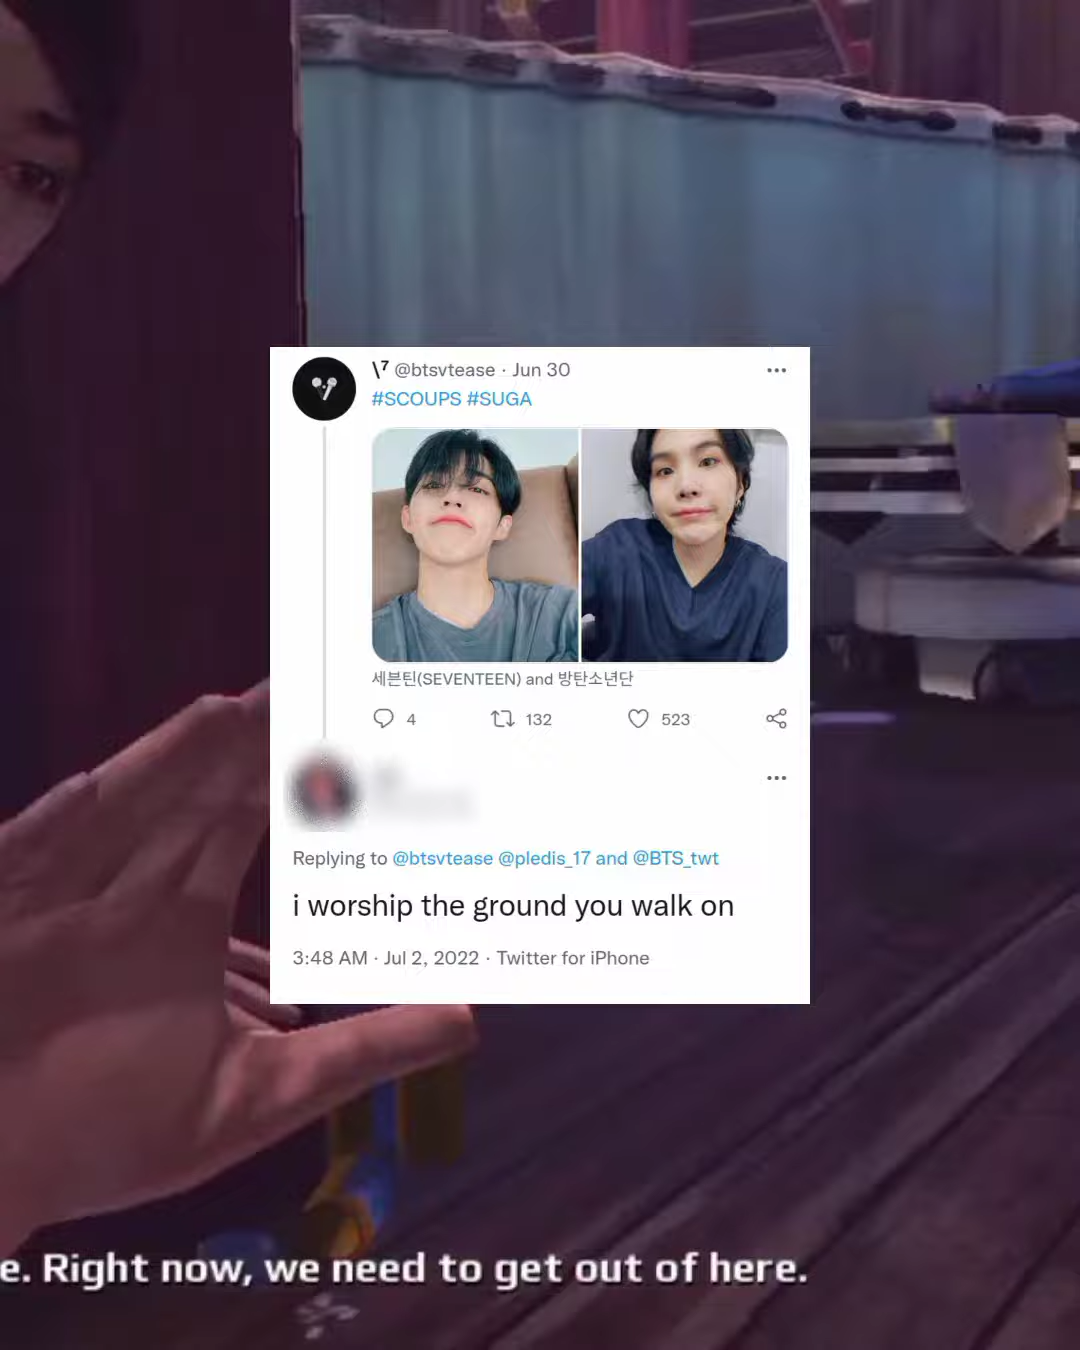 \⁷ @btsvtease · Jun 30
#SCOUPS #SUGA
세븐틴(SEVENTEEN) and 방탄소년단
4 132 523
Replying to @btsvtease @pledis_17 and @BTS_twt
i worship the ground you walk on
3:48 AM · Jul 2, 2022 · Twitter for iPhone
e. Right now, we need to get out of here.